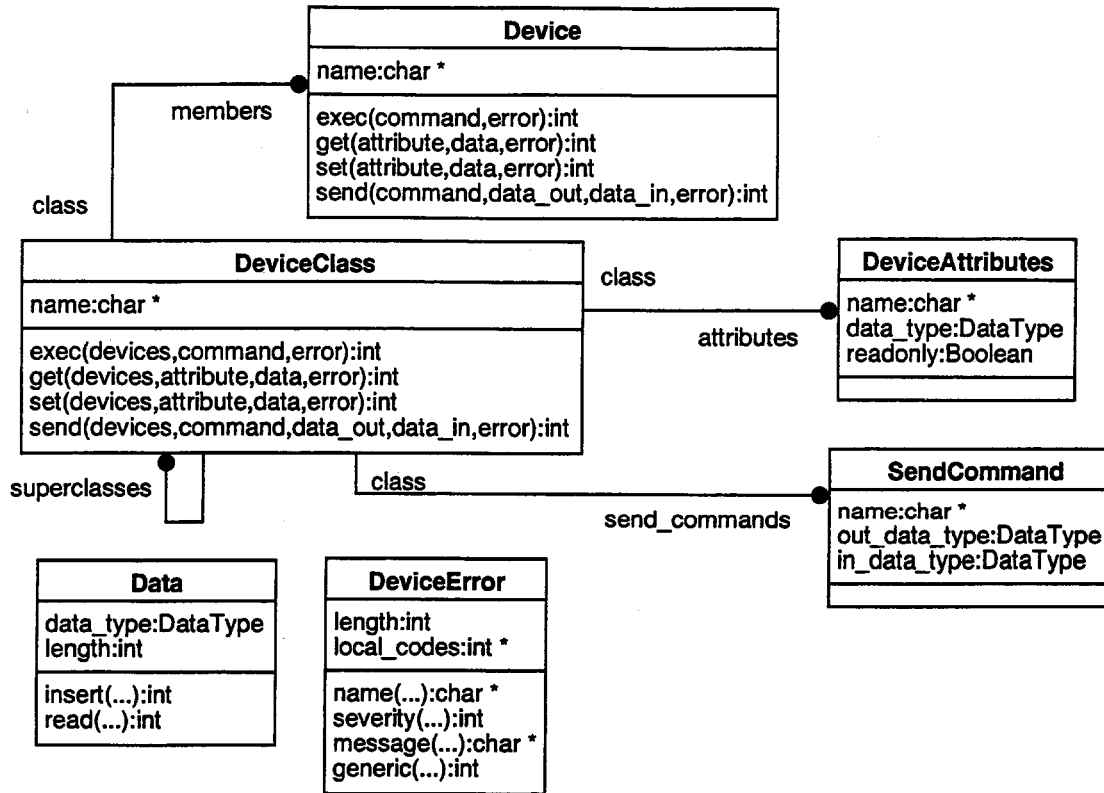 Device
name:char *
exec(command,error):int
get(attribute,data,error):int
set(attribute,data,error):int
send(command,data_out,data_in,error):int
members
class
DeviceClass
name:char *
exec(devices,command,error):int
get(devices,attribute,data,error):int
set(devices,attribute,data,error):int
send(devices,command,data_out,data_in,error):int
class
attributes
DeviceAttributes
name:char *
data_type:DataType
readonly:Boolean
superclasses
class
send_commands
SendCommand
name:char *
out_data_type:DataType
in_data_type:DataType
Data
data_type:DataType
length:int
insert(...):int
read(...):int
DeviceError
length:int
local_codes:int *
name(...):char *
severity(...):int
message(...):char *
generic(...):int